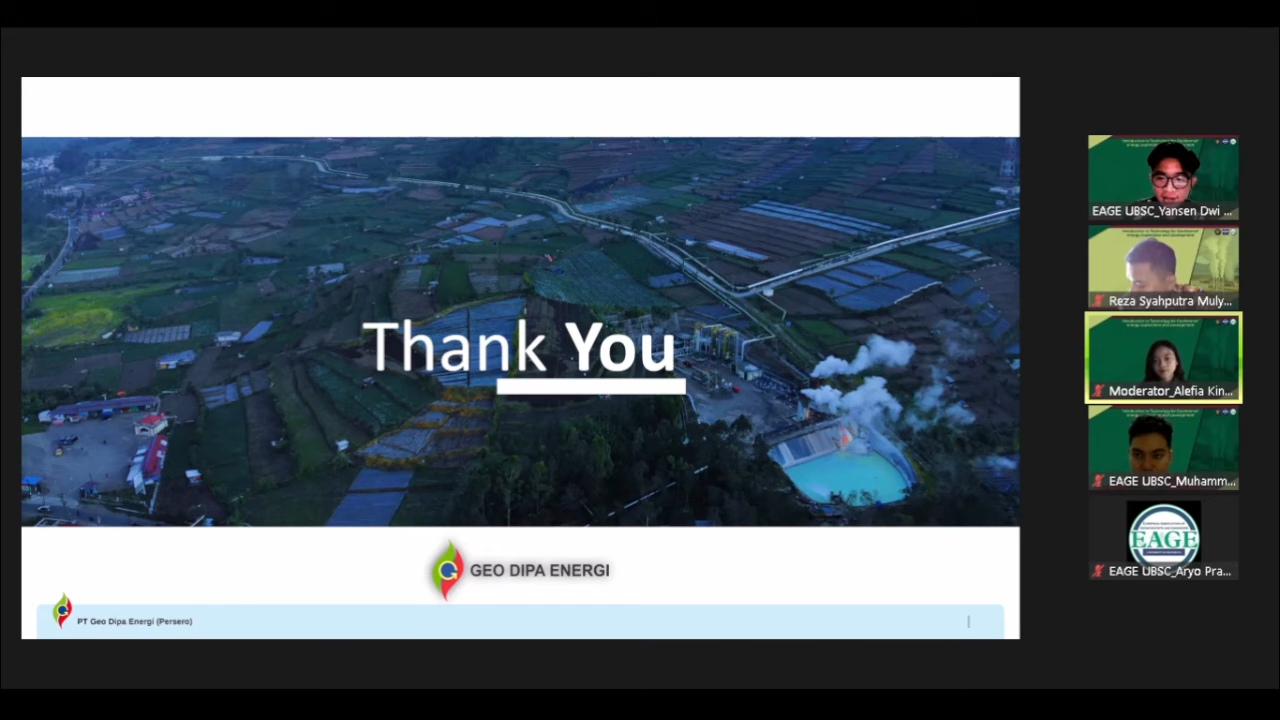 Thank You
GEO DIPA ENERGI
PT Geo Dipa Energi (Persero)
EAGE UBSC_Yansen Dwi ...
Reza Syahputra Muly...
Moderator_Alefia Kin...
EAGE UBSC_Muhamm...
EAGE
EAGE UBSC_Aryo Pra...